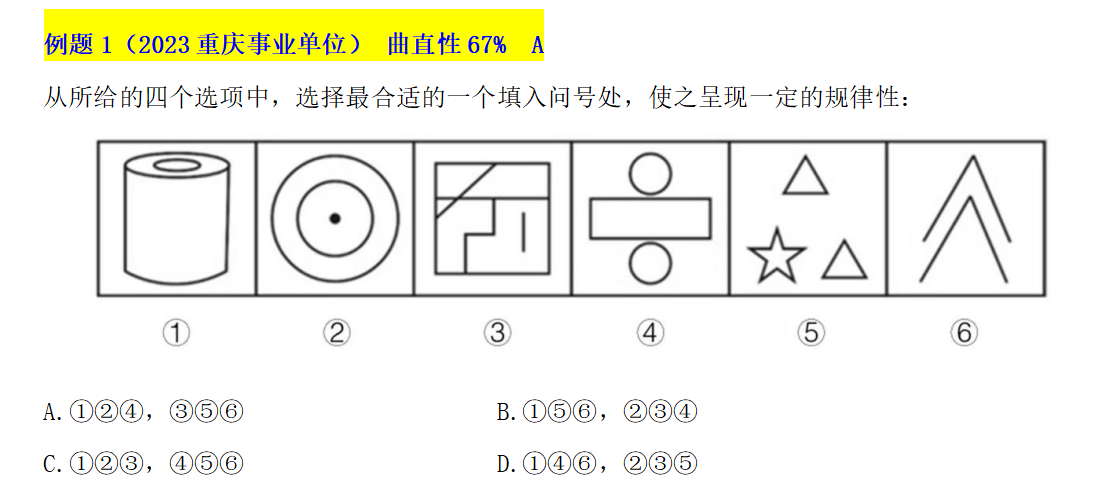 例题 1（2023 重庆事业单位） 曲直性 67% A
从所给的四个选项中，选择最合适的一个填入问号处，使之呈现一定的规律性：
① ② ③ ④ ⑤ ⑥
A.①②④，③⑤⑥ B.①⑤⑥，②③④
C.①②③，④⑤⑥ D.①④⑥，②③⑤